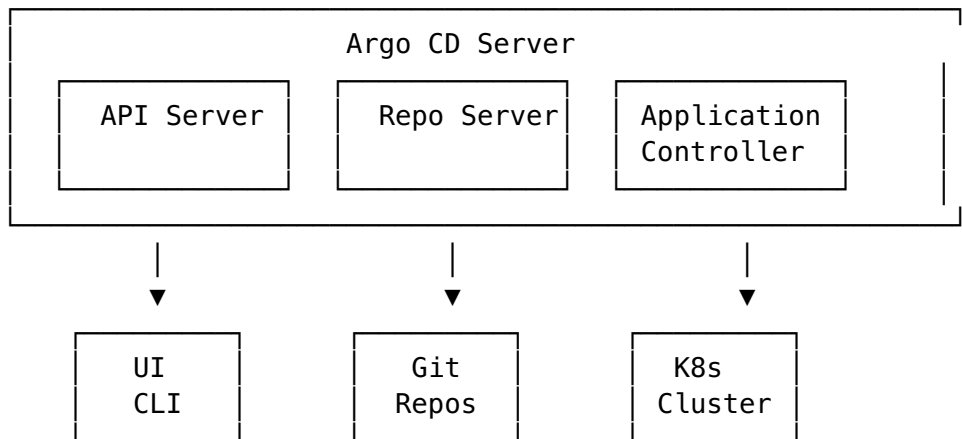 Argo CD Server
API Server Repo Server Application
Controller
UI Git K8s
CLI Repos Cluster